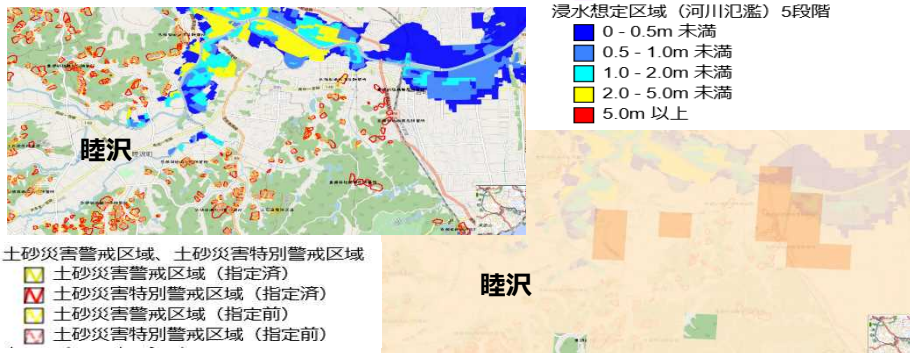 浸水想定区域（河川氾濫）5段階
0 - 0.5m 未満
0.5 - 1.0m 未満
1.0 - 2.0m 未満
2.0 - 5.0m 未満
5.0m 以上
睦沢
土砂災害警戒区域、土砂災害特別警戒区域
土砂災害警戒区域（指定済）
土砂災害特別警戒区域（指定済）
土砂災害警戒区域（指定前）
土砂災害特別警戒区域（指定前）
睦沢